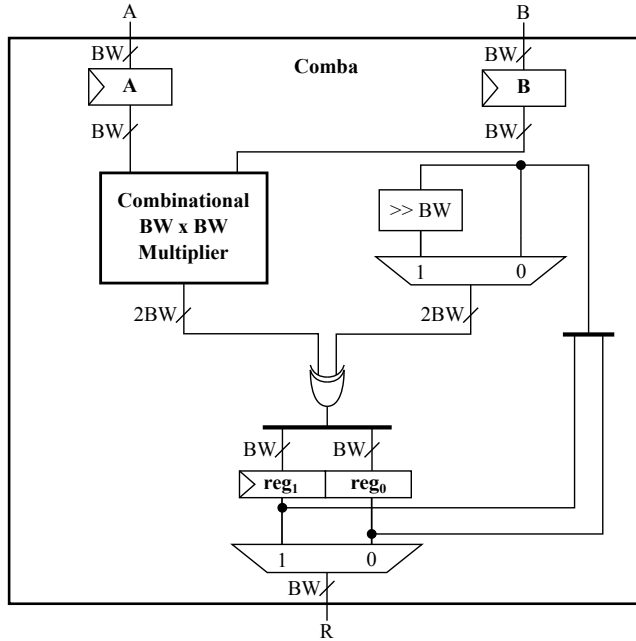 A
B
BW
BW
Comba
A
B
BW
BW
Combinational
BW x BW
Multiplier
>> BW
1
0
2BW
2BW
BW
BW
reg₁
reg₀
1
0
BW
R